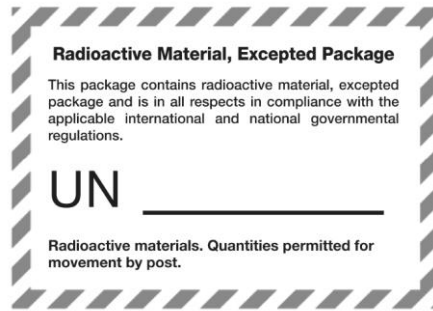 Radioactive Material, Excepted Package
This package contains radioactive material, excepted
package and is in all respects in compliance with the
applicable international and national governmental
regulations.
UN
Radioactive materials. Quantities permitted for
movement by post.